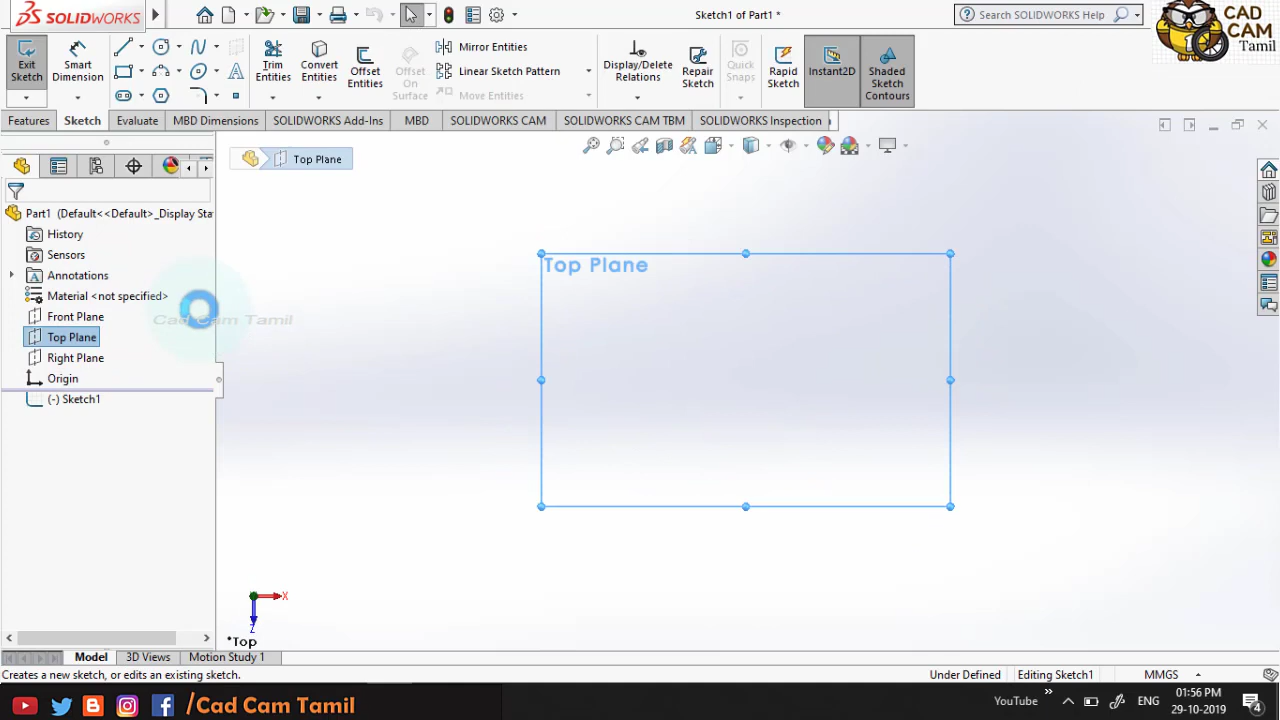 SOLIDWORKS
Sketch1 of Part1 *
Search SOLIDWORKS Help
CAD
CAM
Tamil
Exit
Sketch
Smart
Dimension
Trim
Entities
Convert
Entities
Offset
Entities
Offset
On
Surface
Mirror Entities
Linear Sketch Pattern
Move Entities
Display/Delete
Relations
Repair
Sketch
Quick
Snaps
Rapid
Sketch
Instant2D
Shaded
Sketch
Contours
Features
Sketch
Evaluate
MBD Dimensions
SOLIDWORKS Add-Ins
MBD
SOLIDWORKS CAM
SOLIDWORKS CAM TBM
SOLIDWORKS Inspection
Top Plane
Part1 (Default<<Default>_Display Sta
History
Sensors
Annotations
Material <not specified>
Front Plane
Top Plane
Right Plane
Origin
(-) Sketch1
Cad Cam Tamil
Top Plane
X
Z
*Top
Model
3D Views
Motion Study 1
Creates a new sketch, or edits an existing sketch.
Under Defined
Editing Sketch1
MMGS
/Cad Cam Tamil
YouTube
ENG
01:56 PM
29-10-2019
4